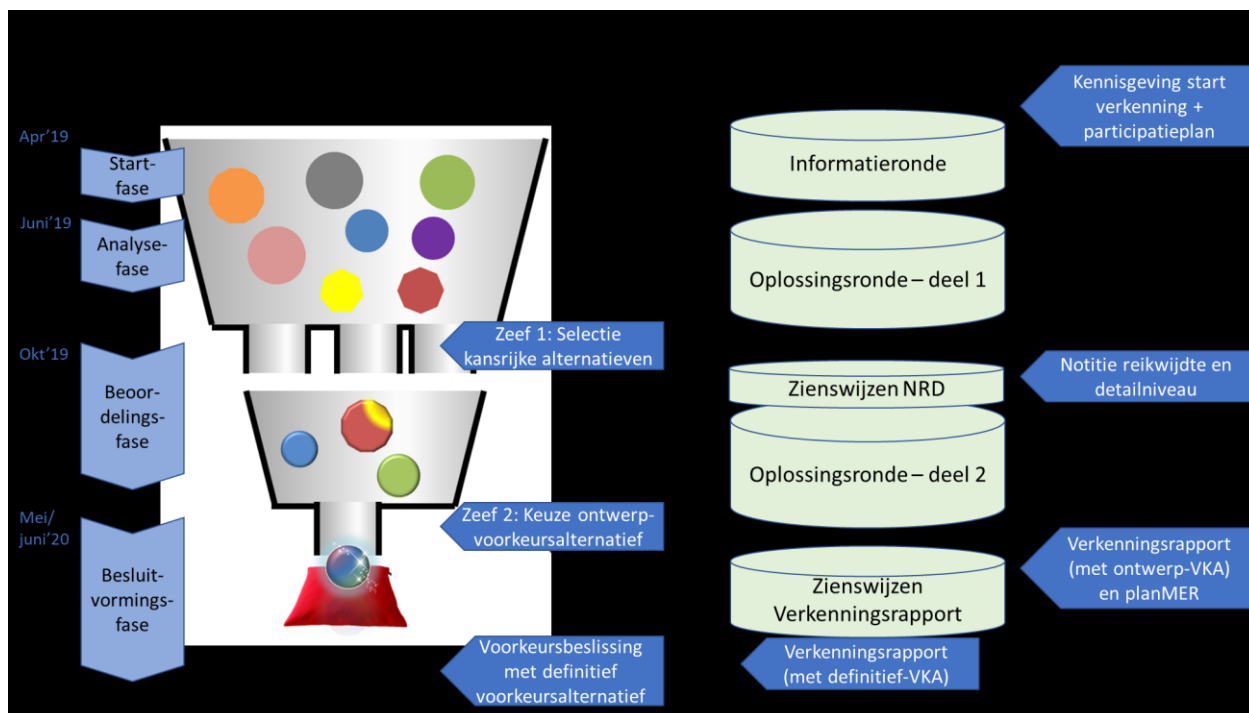 Kennisgeving start
verkenning +
participatieplan
Apr’19
Start-
fase
Informatieronde
Juni’19
Analyse-
fase
Oplossingsronde – deel 1
Zeef 1: Selectie
kansrijke alternatieven
Okt’19
Beoor-
delings-
fase
Zienswijzen NRD
Notitie reikwijdte en
detailniveau
Oplossingsronde – deel 2
Zeef 2: Keuze ontwerp-
voorkeursalternatief
Mei/
juni’20
Besluit-
vormings-
fase
Zienswijzen
Verkenningsrapport
Verkenningsrapport
(met ontwerp-VKA)
en planMER
Voorkeursbeslissing
met definitief
voorkeursalternatief
Verkenningsrapport
(met definitief-VKA)